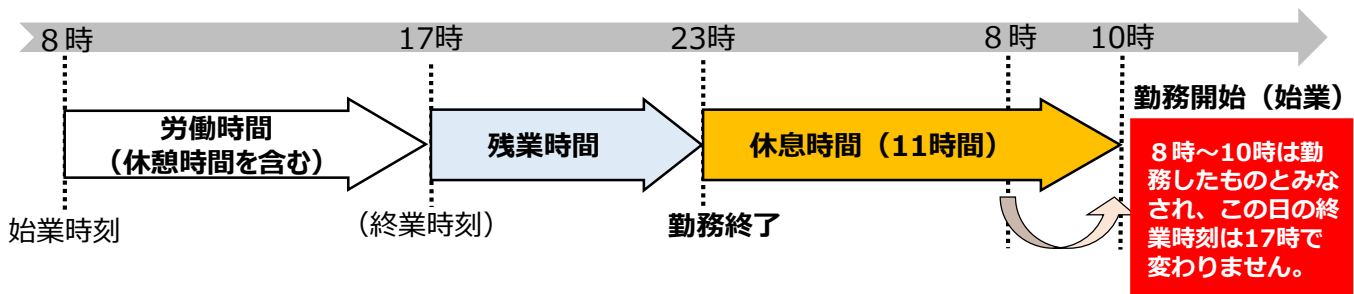 ８時
17時
23時
８時
10時
労働時間
（休憩時間を含む）
残業時間
休息時間（11時間）
勤務開始（始業）
８時～10時は勤
務したものとみな
され、この日の終
業時刻は17時で
変わりません。
始業時刻
（終業時刻）
勤務終了